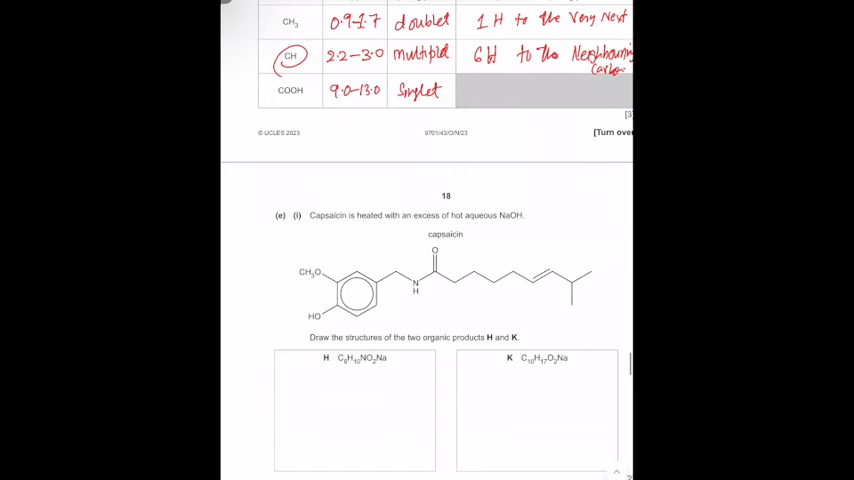 CH3 0.9-1.7 doublet 1 H to the Very Next
CH 2.2-3.0 multipled 6H to the Neighbouring Carbon
COOH 9.0-13.0 Singlet
[3]
© UCLES 2023 9701/43/O/N/23 [Turn over
18
(e) (i) Capsaicin is heated with an excess of hot aqueous NaOH.
capsaicin
O
CH3O
N
H
HO
Draw the structures of the two organic products H and K.
H C8H10NO2Na K C10H17O2Na